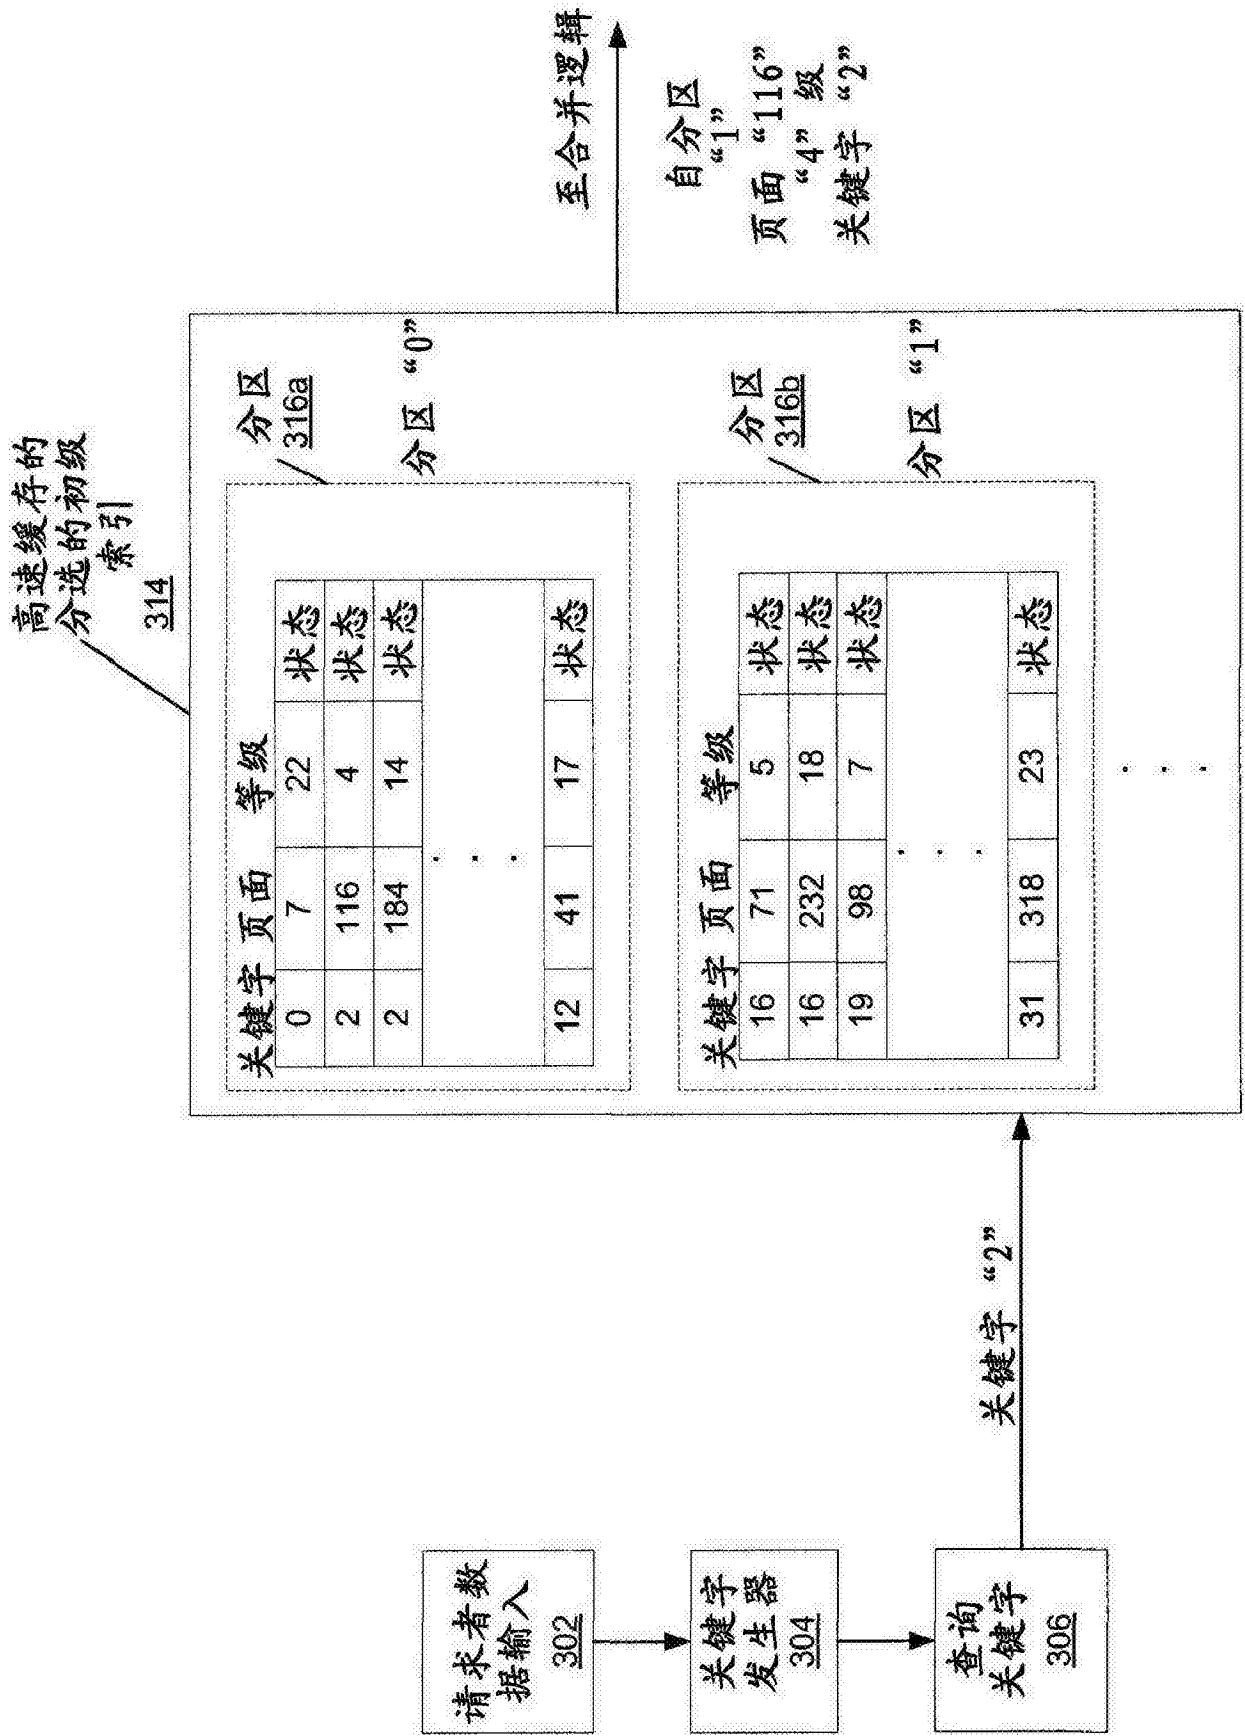 高速缓存的
分选的初级
索引
314
至合并逻辑
自分区
“1”
页面 “116”
“4” 级
关键字 “2”
分区
316a
分区 “0”
关键字 页面 等级
0 7 22 状态
2 116 4 状态
2 184 14 状态
. . .
12 41 17 状态
分区
316b
分区 “1”
关键字 页面 等级
16 71 5 状态
16 232 18 状态
19 98 7 状态
. . .
31 318 23 状态
. . .
请求者数
据输入
302
关键字
发生器
304
查询
关键字
306
关键字 “2”